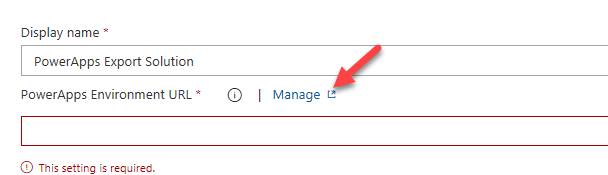 Display name *
PowerApps Export Solution
PowerApps Environment URL * | Manage
This setting is required.